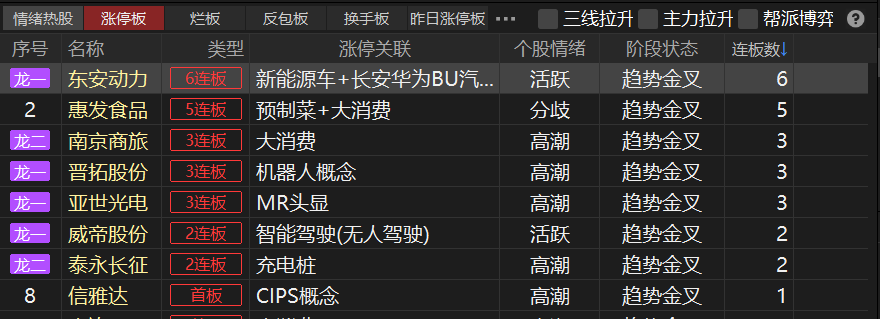 情绪热股 涨停板 烂板 反包板 换手板 昨日涨停板 ••• 三线拉升 主力拉升 帮派博弈 ?
序号 名称 类型 涨停关联 个股情绪 阶段状态 连板数↓
龙一 东安动力 6连板 新能源车+长安华为BU汽... 活跃 趋势金叉 6
2 惠发食品 5连板 预制菜+大消费 分歧 趋势金叉 5
龙二 南京商旅 3连板 大消费 高潮 趋势金叉 3
龙一 晋拓股份 3连板 机器人概念 高潮 趋势金叉 3
龙一 亚世光电 3连板 MR头显 高潮 趋势金叉 3
龙一 威帝股份 2连板 智能驾驶(无人驾驶) 活跃 趋势金叉 2
龙二 泰永长征 2连板 充电桩 高潮 趋势金叉 2
8 信雅达 首板 CIPS概念 高潮 趋势金叉 1